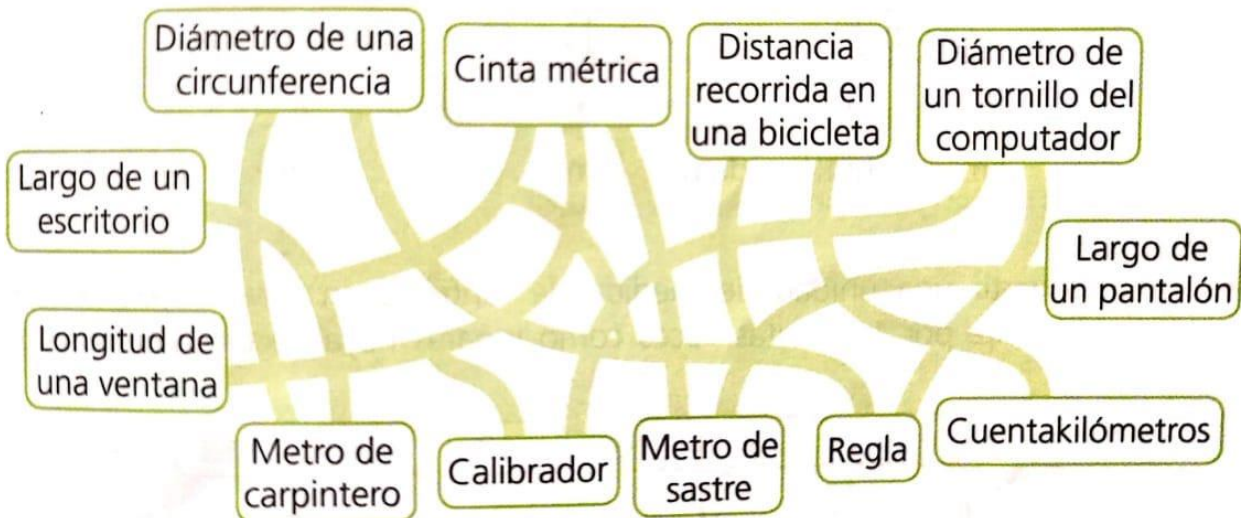 Diámetro de una
circunferencia
Cinta métrica
Distancia
recorrida en
una bicicleta
Diámetro de
un tornillo del
computador
Largo de un
escritorio
Largo de
un pantalón
Longitud de
una ventana
Metro de
carpintero
Calibrador
Metro de
sastre
Regla
Cuentakilómetros